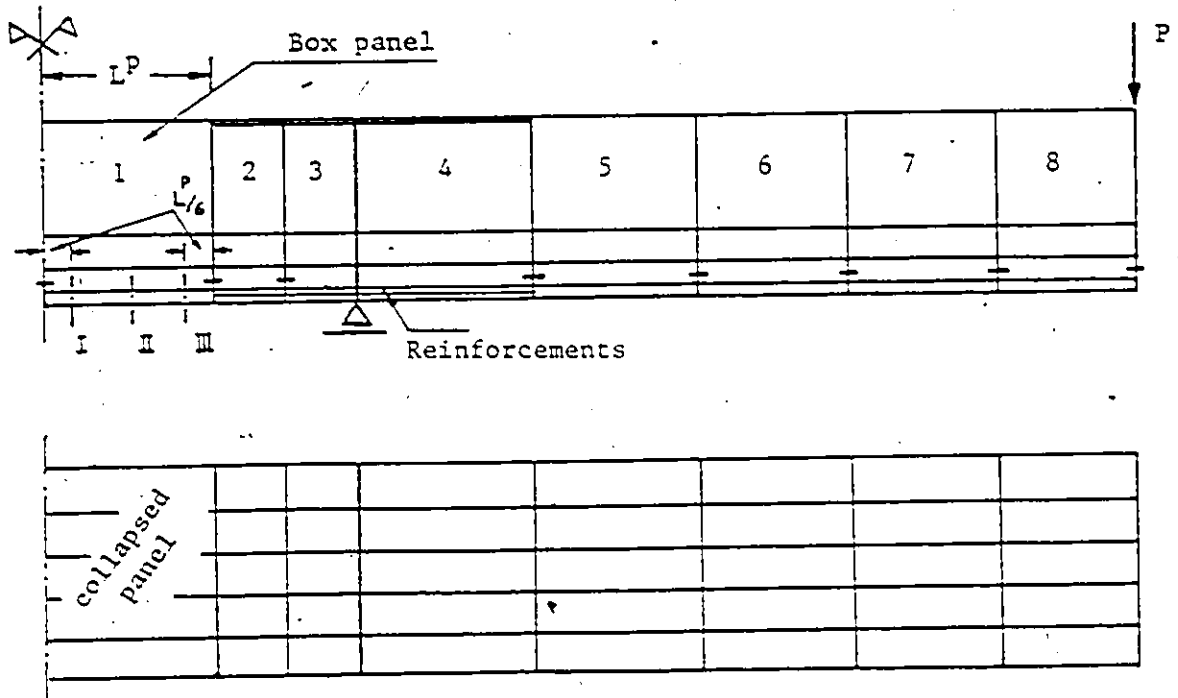 P
Box panel
L^P
1
2
3
4
5
6
7
8
L^P/6
I
II
III
Reinforcements
collapsed
panel